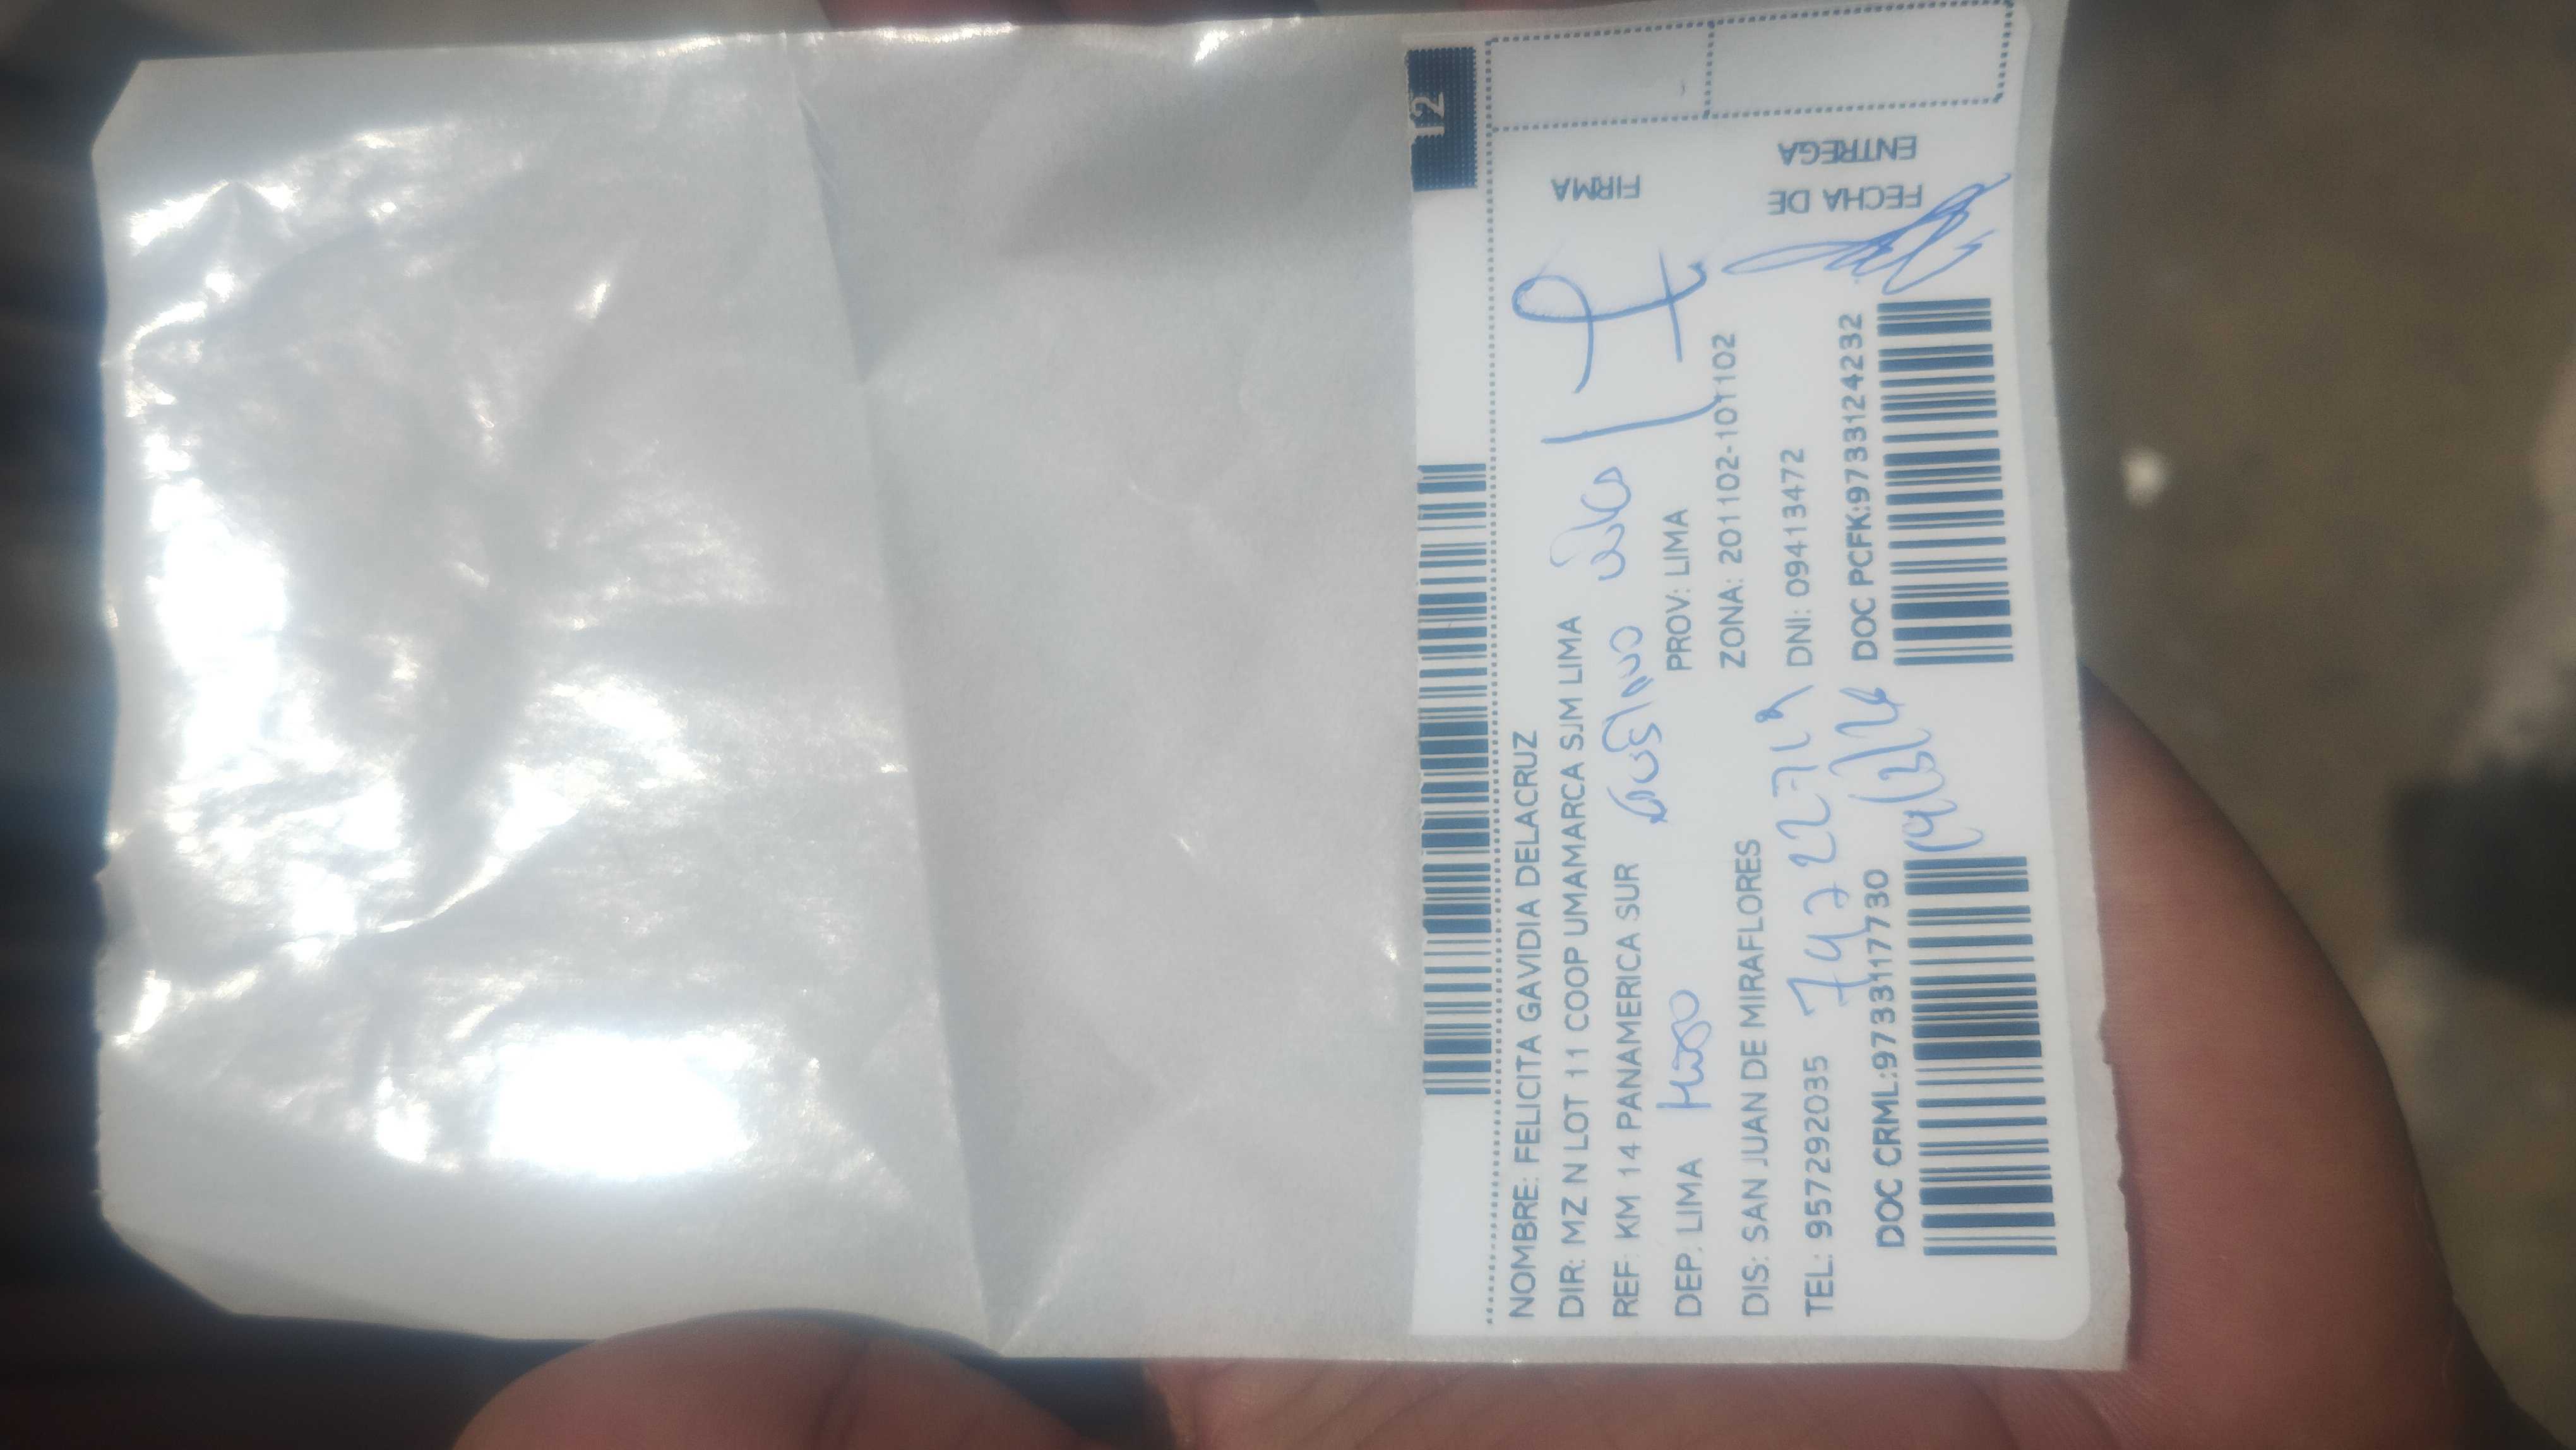 12
NOMBRE: FELICITA GAVIDIA DELACRUZ
DIR: MZ N LOT 11 COOP UMAMARCA SJM LIMA
REF: KM 14 PANAMERICA SUR
DEP: LIMA PROV: LIMA
Hijo
DIS: SAN JUAN DE MIRAFLORES ZONA: 2011102-101102
TEL: 957292035 DNI: 09413472
DOC CRML:9733117730 DOC PCFK:9733124232
FIRMA
FECHA DE
ENTREGA